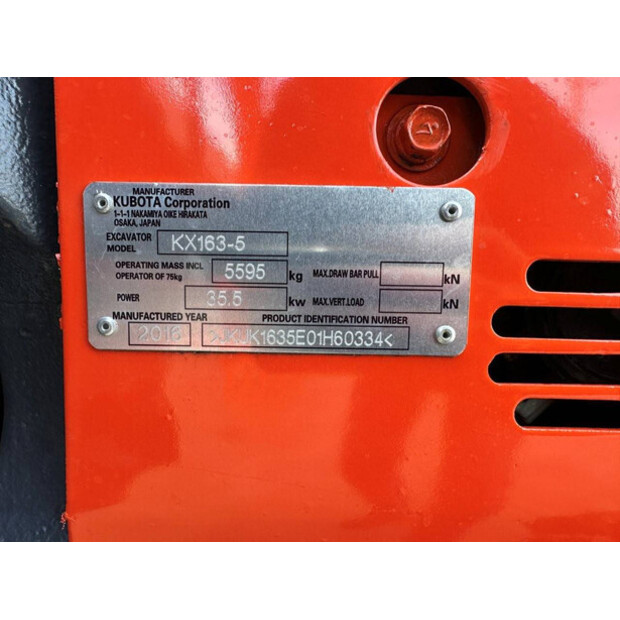 MANUFACTURER
KUBOTA Corporation
1-1-1 NAKAMIYA OIKE HIRAKATA
OSAKA, JAPAN
EXCAVATOR MODEL KX163-5
OPERATING MASS INCL OPERATOR OF 75kg 5595 kg MAX.DRAW BAR PULL kN
POWER 35.5 kw MAX.VERT.LOAD kN
MANUFACTURED YEAR PRODUCT IDENTIFICATION NUMBER
2016 >JKUK1635E01H60334<